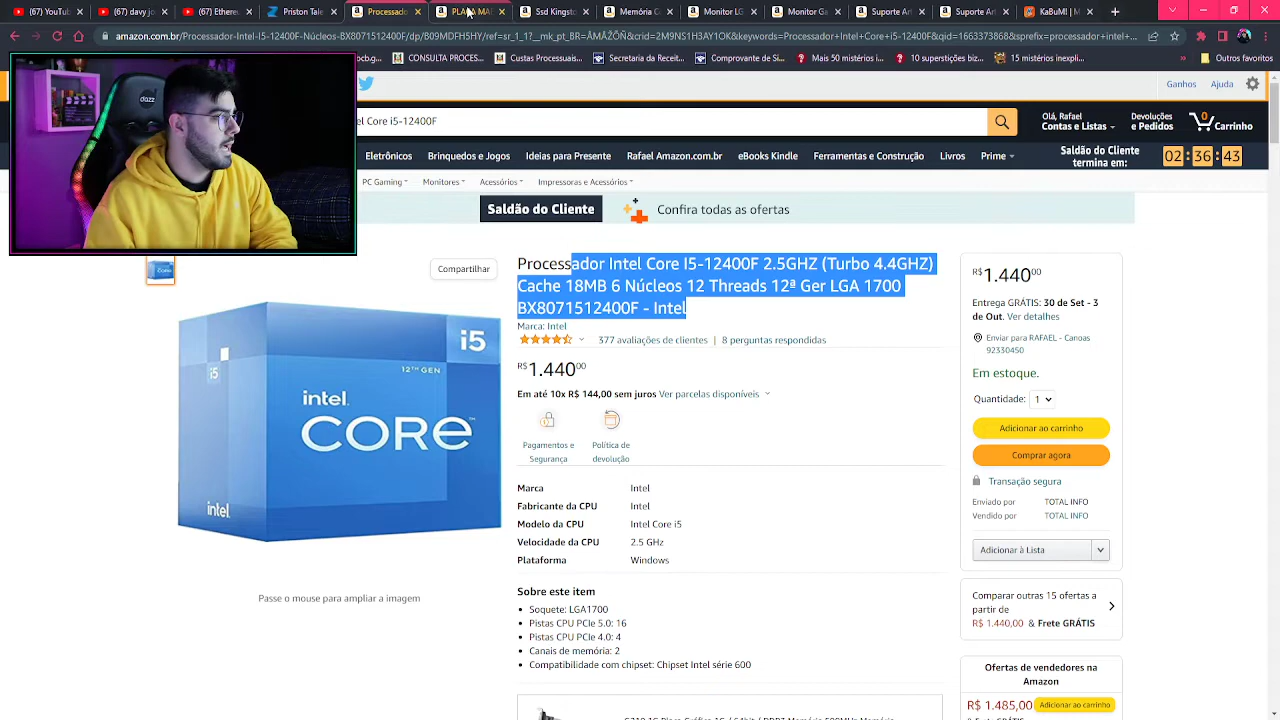 (67) YouTub
(67) davy jo
(67) Ethere
Priston Tale
Processado
PLACA MÃE
Ssd Kingst
Memória C
Monitor LG
Monitor Ga
Suporte Art
Suporte Art
KaBuM! | M
amazon.com.br/Processador-Intel-I5-12400F-Núcleos-BX8071512400F/dp/B09MDFH5HY/ref=sr_1_1?__mk_pt_BR=ÅMÅŽÕÑ&crid=2M9NS1H3AY1OK&keywords=Processador+Intel+Core+i5-12400F&qid=1663373868&sprefix=processador+intel+...
ocb.g...
CONSULTA PROCES...
Custas Processuais...
Secretaria da Receit...
Comprovante de Sin...
Mais 50 mistérios i...
10 superstições biz...
15 mistérios inexpli...
Outros favoritos
Ganhos
Ajuda
el Core i5-12400F
Olá, Rafael
Contas e Listas
Devoluções
e Pedidos
0
Carrinho
Eletrônicos
Brinquedos e Jogos
Ideias para Presente
Rafael Amazon.com.br
eBooks Kindle
Ferramentas e Construção
Livros
Prime
Saldão do Cliente
termina em:
02 : 36 : 43
PC Gaming
Monitores
Acessórios
Impressoras e Acessórios
Saldão do Cliente
Confira todas as ofertas
dazz
Compartilhar
Processador Intel Core I5-12400F 2.5GHZ (Turbo 4.4GHZ)
Cache 18MB 6 Núcleos 12 Threads 12ª Ger LGA 1700
BX8071512400F - Intel
Marca: Intel
377 avaliações de clientes | 8 perguntas respondidas
R$ 1.440 00
Em até 10x R$ 144,00 sem juros Ver parcelas disponíveis
Pagamentos e
Segurança
Política de
devolução
Marca Intel
Fabricante da CPU Intel
Modelo da CPU Intel Core i5
Velocidade da CPU 2.5 GHz
Plataforma Windows
Sobre este item
Soquete: LGA1700
Pistas CPU PCIe 5.0: 16
Pistas CPU PCIe 4.0: 4
Canais de memória: 2
Compatibilidade com chipset: Chipset Intel série 600
i5
i5
12TH GEN
intel.
CORE
intel.
Passe o mouse para ampliar a imagem
R$ 1.440 00
Entrega GRÁTIS: 30 de Set - 3
de Out. Ver detalhes
Enviar para RAFAEL - Canoas
92330450
Em estoque.
Quantidade: 1
Adicionar ao carrinho
Comprar agora
Transação segura
Enviado por TOTAL INFO
Vendido por TOTAL INFO
Adicionar à Lista
Comparar outras 15 ofertas a
partir de
R$ 1.440,00 & Frete GRÁTIS
Ofertas de vendedores na
Amazon
R$ 1.485,00
Adicionar ao carrinho